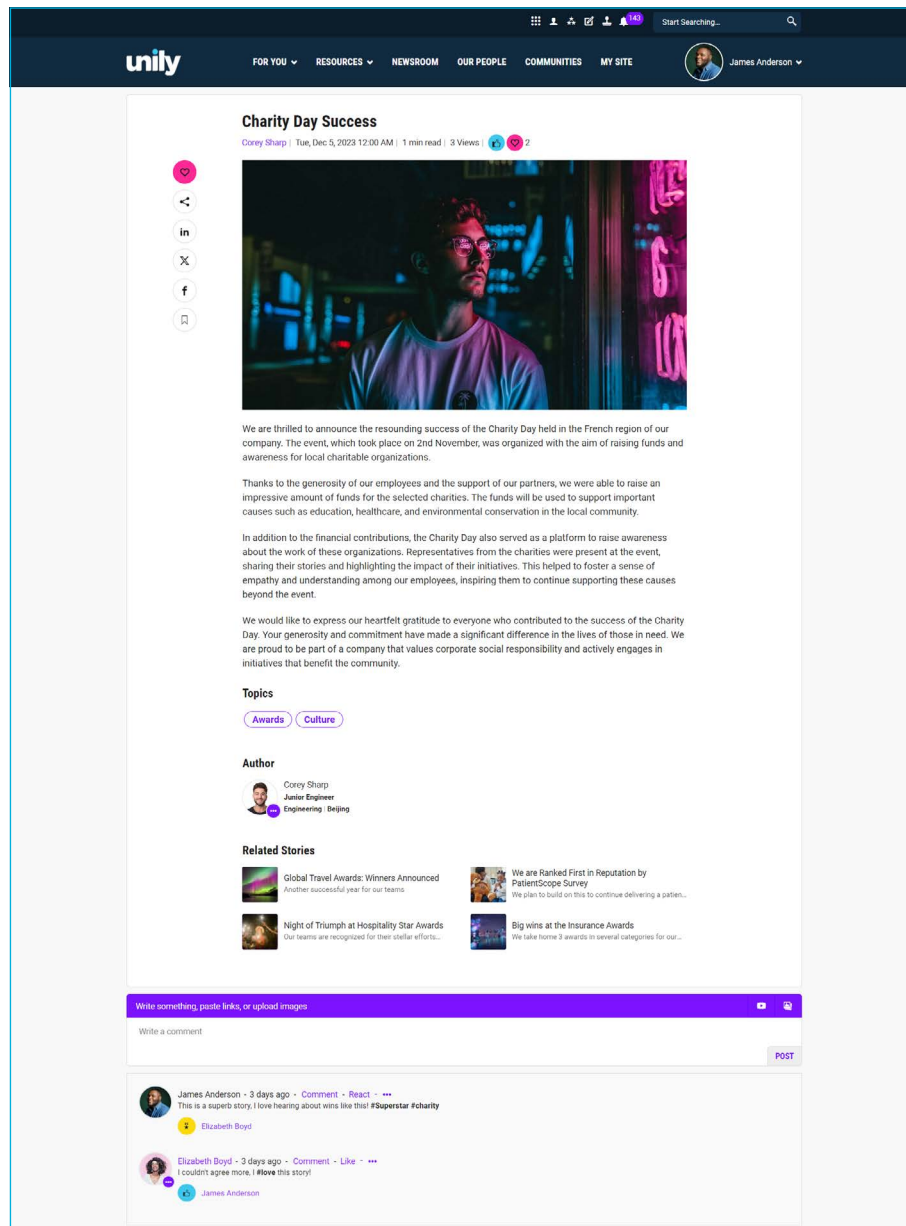 143
Start Searching...
unily
FOR YOU
RESOURCES
NEWSROOM
OUR PEOPLE
COMMUNITIES
MY SITE
James Anderson
Charity Day Success
Corey Sharp | Tue, Dec 5, 2023 12:00 AM | 1 min read | 3 Views | 2
in
X
f
We are thrilled to announce the resounding success of the Charity Day held in the French region of our
company. The event, which took place on 2nd November, was organized with the aim of raising funds and
awareness for local charitable organizations.
Thanks to the generosity of our employees and the support of our partners, we were able to raise an
impressive amount of funds for the selected charities. The funds will be used to support important
causes such as education, healthcare, and environmental conservation in the local community.
In addition to the financial contributions, the Charity Day also served as a platform to raise awareness
about the work of these organizations. Representatives from the charities were present at the event,
sharing their stories and highlighting the impact of their initiatives. This helped to foster a sense of
empathy and understanding among our employees, inspiring them to continue supporting these causes
beyond the event.
We would like to express our heartfelt gratitude to everyone who contributed to the success of the Charity
Day. Your generosity and commitment have made a significant difference in the lives of those in need. We
are proud to be part of a company that values corporate social responsibility and actively engages in
initiatives that benefit the community.
Topics
Awards
Culture
Author
Corey Sharp
Junior Engineer
Engineering | Beijing
Related Stories
Global Travel Awards: Winners Announced
Another successful year for our teams
We are Ranked First in Reputation by
PatientScope Survey
We plan to build on this to continue delivering a patien...
Night of Triumph at Hospitality Star Awards
Our teams are recognized for their stellar efforts...
Big wins at the Insurance Awards
We take home 3 awards in several categories for our...
Write something, paste links, or upload images
Write a comment
POST
James Anderson - 3 days ago - Comment - React - •••
This is a superb story, I love hearing about wins like this! #Superstar #charity
Elizabeth Boyd
Elizabeth Boyd - 3 days ago - Comment - Like - •••
I couldn't agree more, I #love this story!
James Anderson